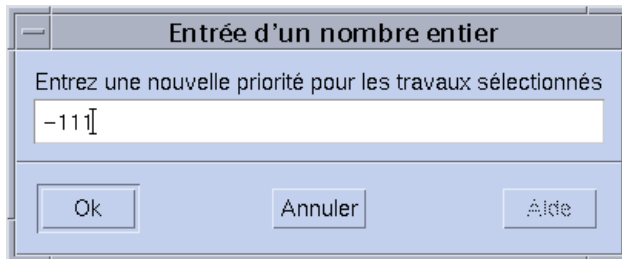 Entrée d'un nombre entier
Entrez une nouvelle priorité pour les travaux sélectionnés
-111
Ok Annuler Aide